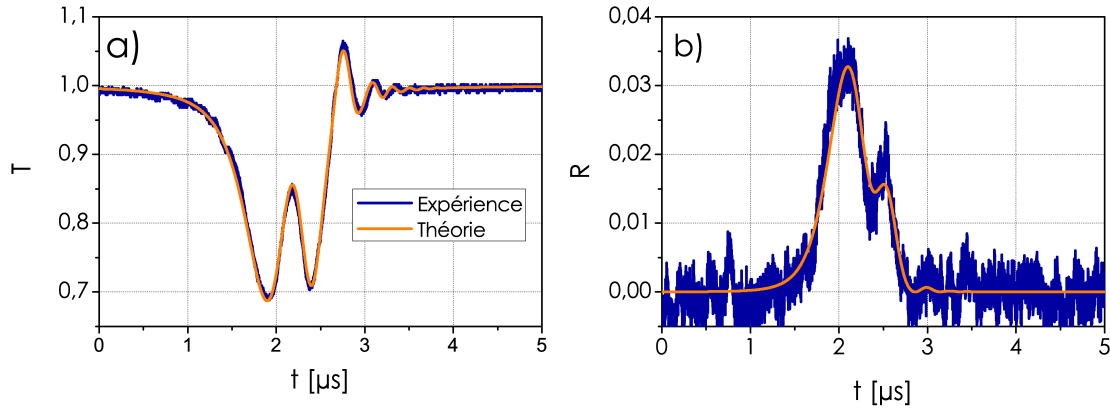 a)
1,1
1,0
0,9
0,8
0,7
T
Expérience
Théorie
0 1 2 3 4 5
t [µs]
b)
0,04
0,03
0,02
0,01
0,00
R
0 1 2 3 4 5
t [µs]